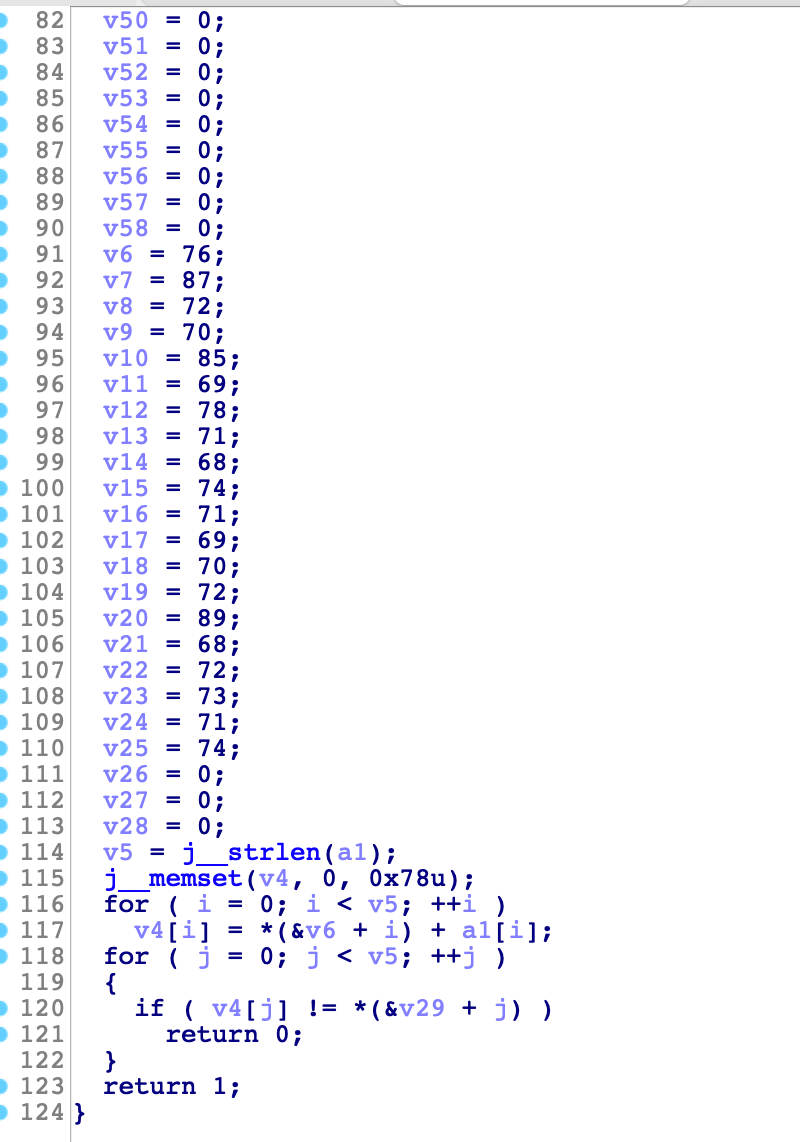 82 v50 = 0;
83 v51 = 0;
84 v52 = 0;
85 v53 = 0;
86 v54 = 0;
87 v55 = 0;
88 v56 = 0;
89 v57 = 0;
90 v58 = 0;
91 v6 = 76;
92 v7 = 87;
93 v8 = 72;
94 v9 = 70;
95 v10 = 85;
96 v11 = 69;
97 v12 = 78;
98 v13 = 71;
99 v14 = 68;
100 v15 = 74;
101 v16 = 71;
102 v17 = 69;
103 v18 = 70;
104 v19 = 72;
105 v20 = 89;
106 v21 = 68;
107 v22 = 72;
108 v23 = 73;
109 v24 = 71;
110 v25 = 74;
111 v26 = 0;
112 v27 = 0;
113 v28 = 0;
114 v5 = j__strlen(a1);
115 j__memset(v4, 0, 0x78u);
116 for ( i = 0; i < v5; ++i )
117 v4[i] = *(&v6 + i) + a1[i];
118 for ( j = 0; j < v5; ++j )
119 {
120 if ( v4[j] != *(&v29 + j) )
121 return 0;
122 }
123 return 1;
124 }